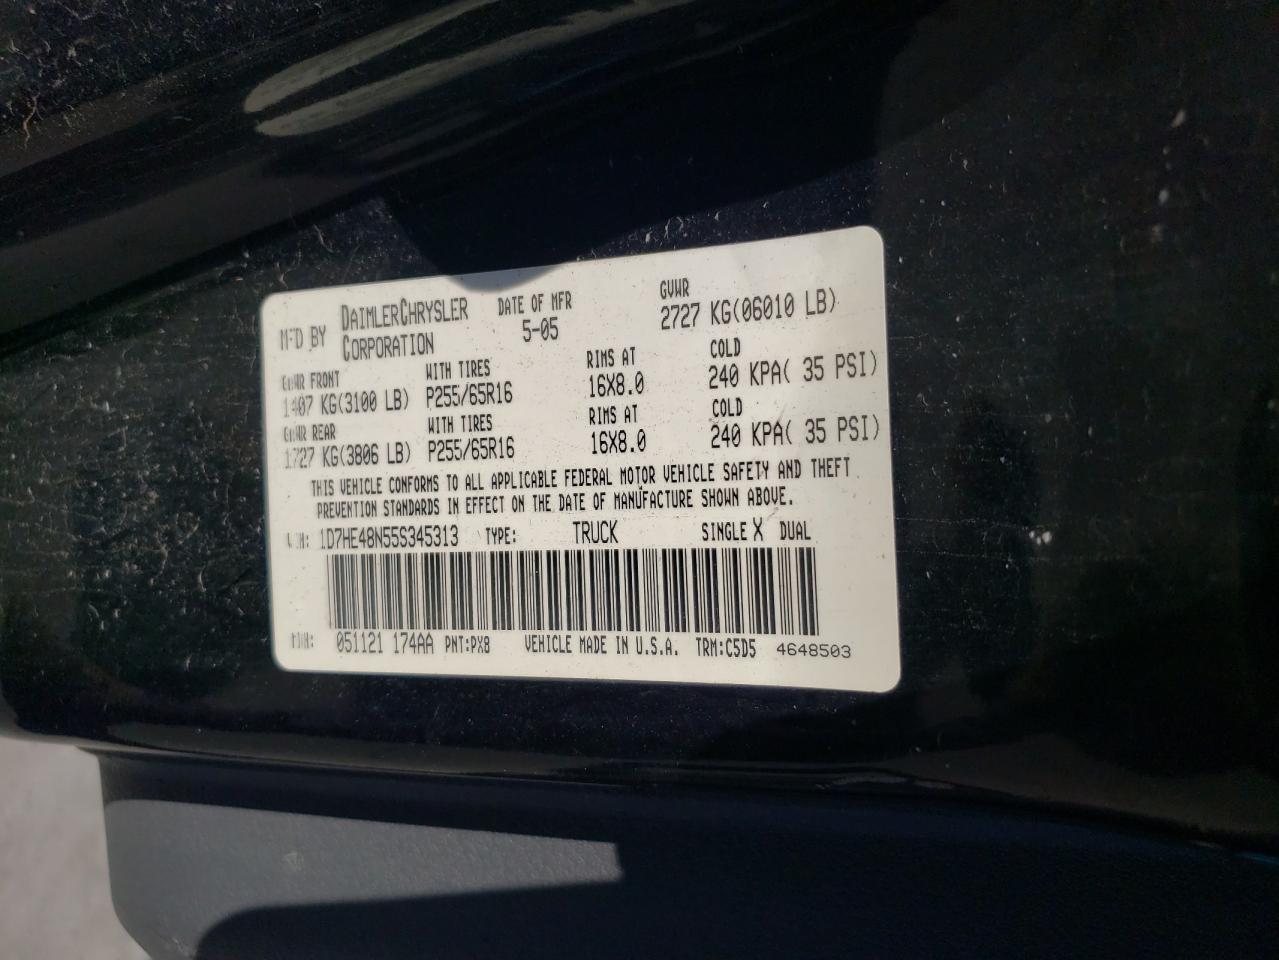 MFD BY DAIMLERCHRYSLER CORPORATION DATE OF MFR 5-05 GVWR 2727 KG(06010 LB)
GAWR FRONT WITH TIRES RIMS AT COLD
1407 KG(3100 LB) P255/65R16 16X8.0 240 KPA( 35 PSI)
GAWR REAR WITH TIRES RIMS AT COLD
1727 KG(3806 LB) P255/65R16 16X8.0 240 KPA( 35 PSI)
THIS VEHICLE CONFORMS TO ALL APPLICABLE FEDERAL MOTOR VEHICLE SAFETY AND THEFT
PREVENTION STANDARDS IN EFFECT ON THE DATE OF MANUFACTURE SHOWN ABOVE.
VIN: 1D7HE48N55S345313 TYPE: TRUCK SINGLE X DUAL
MDH: 051121 174AA PNT:PX8 VEHICLE MADE IN U.S.A. TRM:C5D5 4648503